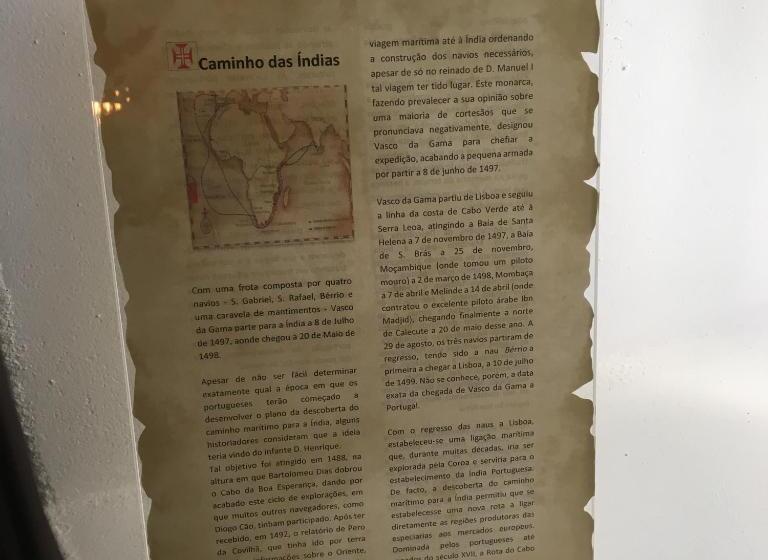 Caminho das Índias
Com uma frota composta por quatro
navios - S. Gabriel, S. Rafael, Bérrio e
uma caravela de mantimentos - Vasco
da Gama parte para a Índia a 8 de Julho
de 1497, aonde chegou a 20 de Maio de
1498.
Apesar de não ser fácil determinar
exatamente qual a época em que os
portugueses terão começado a
desenvolver o plano da descoberta do
caminho marítimo para a Índia, alguns
historiadores consideram que a ideia
teria vindo do infante D. Henrique.
Tal objetivo foi atingido em 1488, na
altura em que Bartolomeu Dias dobrou
o Cabo da Boa Esperança, dando por
acabado este ciclo de explorações, em
que muitos outros navegadores, como
Diogo Cão, tinham participado. Após ter
recebido, em 1492, o relatório de Pero
da Covilhã, que tinha ido por terra
informações sobre o Oriente,
viagem marítima até à Índia ordenando
a construção dos navios necessários,
apesar de só no reinado de D. Manuel I
tal viagem ter tido lugar. Este monarca,
fazendo prevalecer a sua opinião sobre
uma maioria de cortesãos que se
pronunciava negativamente, designou
Vasco da Gama para chefiar a
expedição, acabando a pequena armada
por partir a 8 de junho de 1497.
Vasco da Gama partiu de Lisboa e seguiu
a linha da costa de Cabo Verde até à
Serra Leoa, atingindo a Baía de Santa
Helena a 7 de novembro de 1497, a Baía
de S. Brás a 25 de novembro,
Moçambique (onde tomou um piloto
mouro) a 2 de março de 1498, Mombaça
a 7 de abril e Melinde a 14 de abril (onde
contratou o excelente piloto árabe Ibn
Madjid), chegando finalmente a norte
de Calecute a 20 de maio desse ano. A
29 de agosto, os três navios partiram de
regresso, tendo sido a nau Bérrio a
primeira a chegar a Lisboa, a 10 de julho
de 1499. Não se conhece, porém, a data
exata da chegada de Vasco da Gama a
Portugal.
Com o regresso das naus a Lisboa,
estabeleceu-se uma ligação marítima
que, durante muitas décadas, iria ser
explorada pela Coroa e serviria para o
estabelecimento da Índia Portuguesa.
De facto, a descoberta do caminho
marítimo para a Índia permitiu que se
estabelecesse uma nova rota a ligar
diretamente as regiões produtoras das
especiarias aos mercados europeus.
Dominada pelos portugueses até
do século XVII, a Rota do Cabo